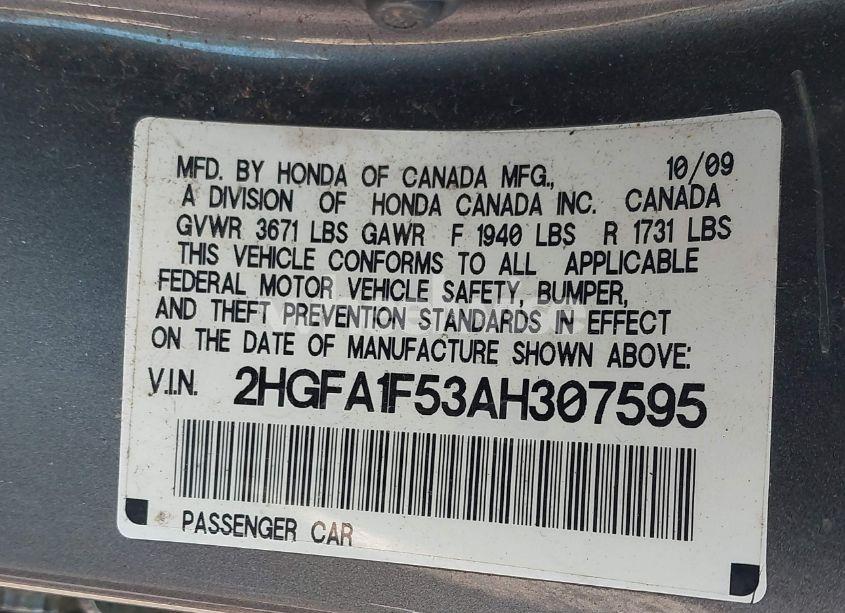 MFD. BY HONDA OF CANADA MFG., 10/09
A DIVISION OF HONDA CANADA INC. CANADA
GVWR 3671 LBS GAWR F 1940 LBS R 1731 LBS
THIS VEHICLE CONFORMS TO ALL APPLICABLE
FEDERAL MOTOR VEHICLE SAFETY, BUMPER,
AND THEFT PREVENTION STANDARDS IN EFFECT
ON THE DATE OF MANUFACTURE SHOWN ABOVE:
V.I.N. 2HGFA1F53AH307595
PASSENGER CAR